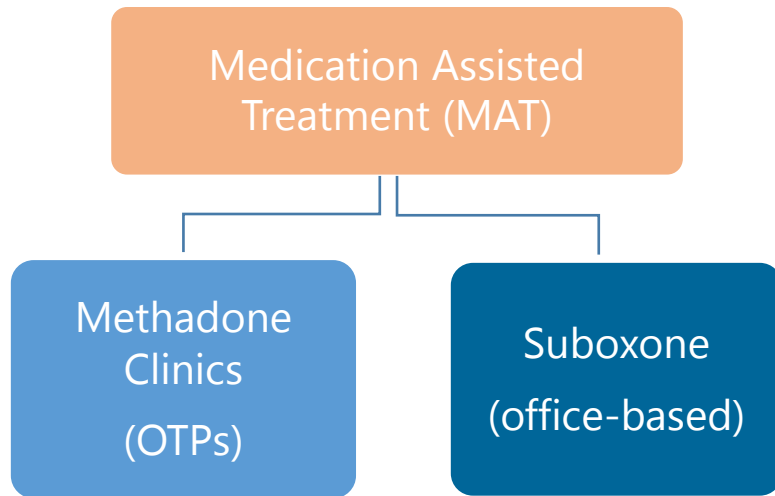 Medication Assisted
Treatment (MAT)
Methadone
Clinics
(OTPs)
Suboxone
(office-based)